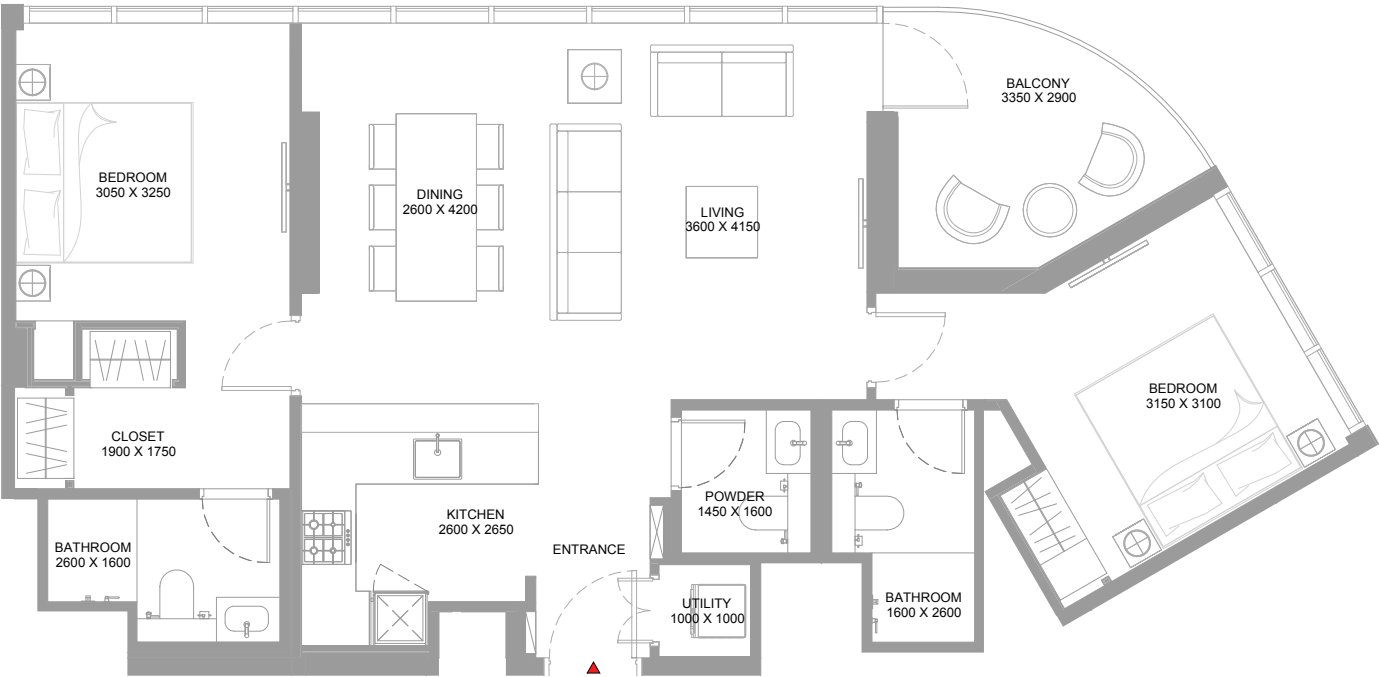 BALCONY
3350 X 2900
BEDROOM
3050 X 3250
DINING
2600 X 4200
LIVING
3600 X 4150
BEDROOM
3150 X 3100
CLOSET
1900 X 1750
POWDER
1450 X 1600
KITCHEN
2600 X 2650
ENTRANCE
BATHROOM
2600 X 1600
UTILITY
1000 X 1000
BATHROOM
1600 X 2600